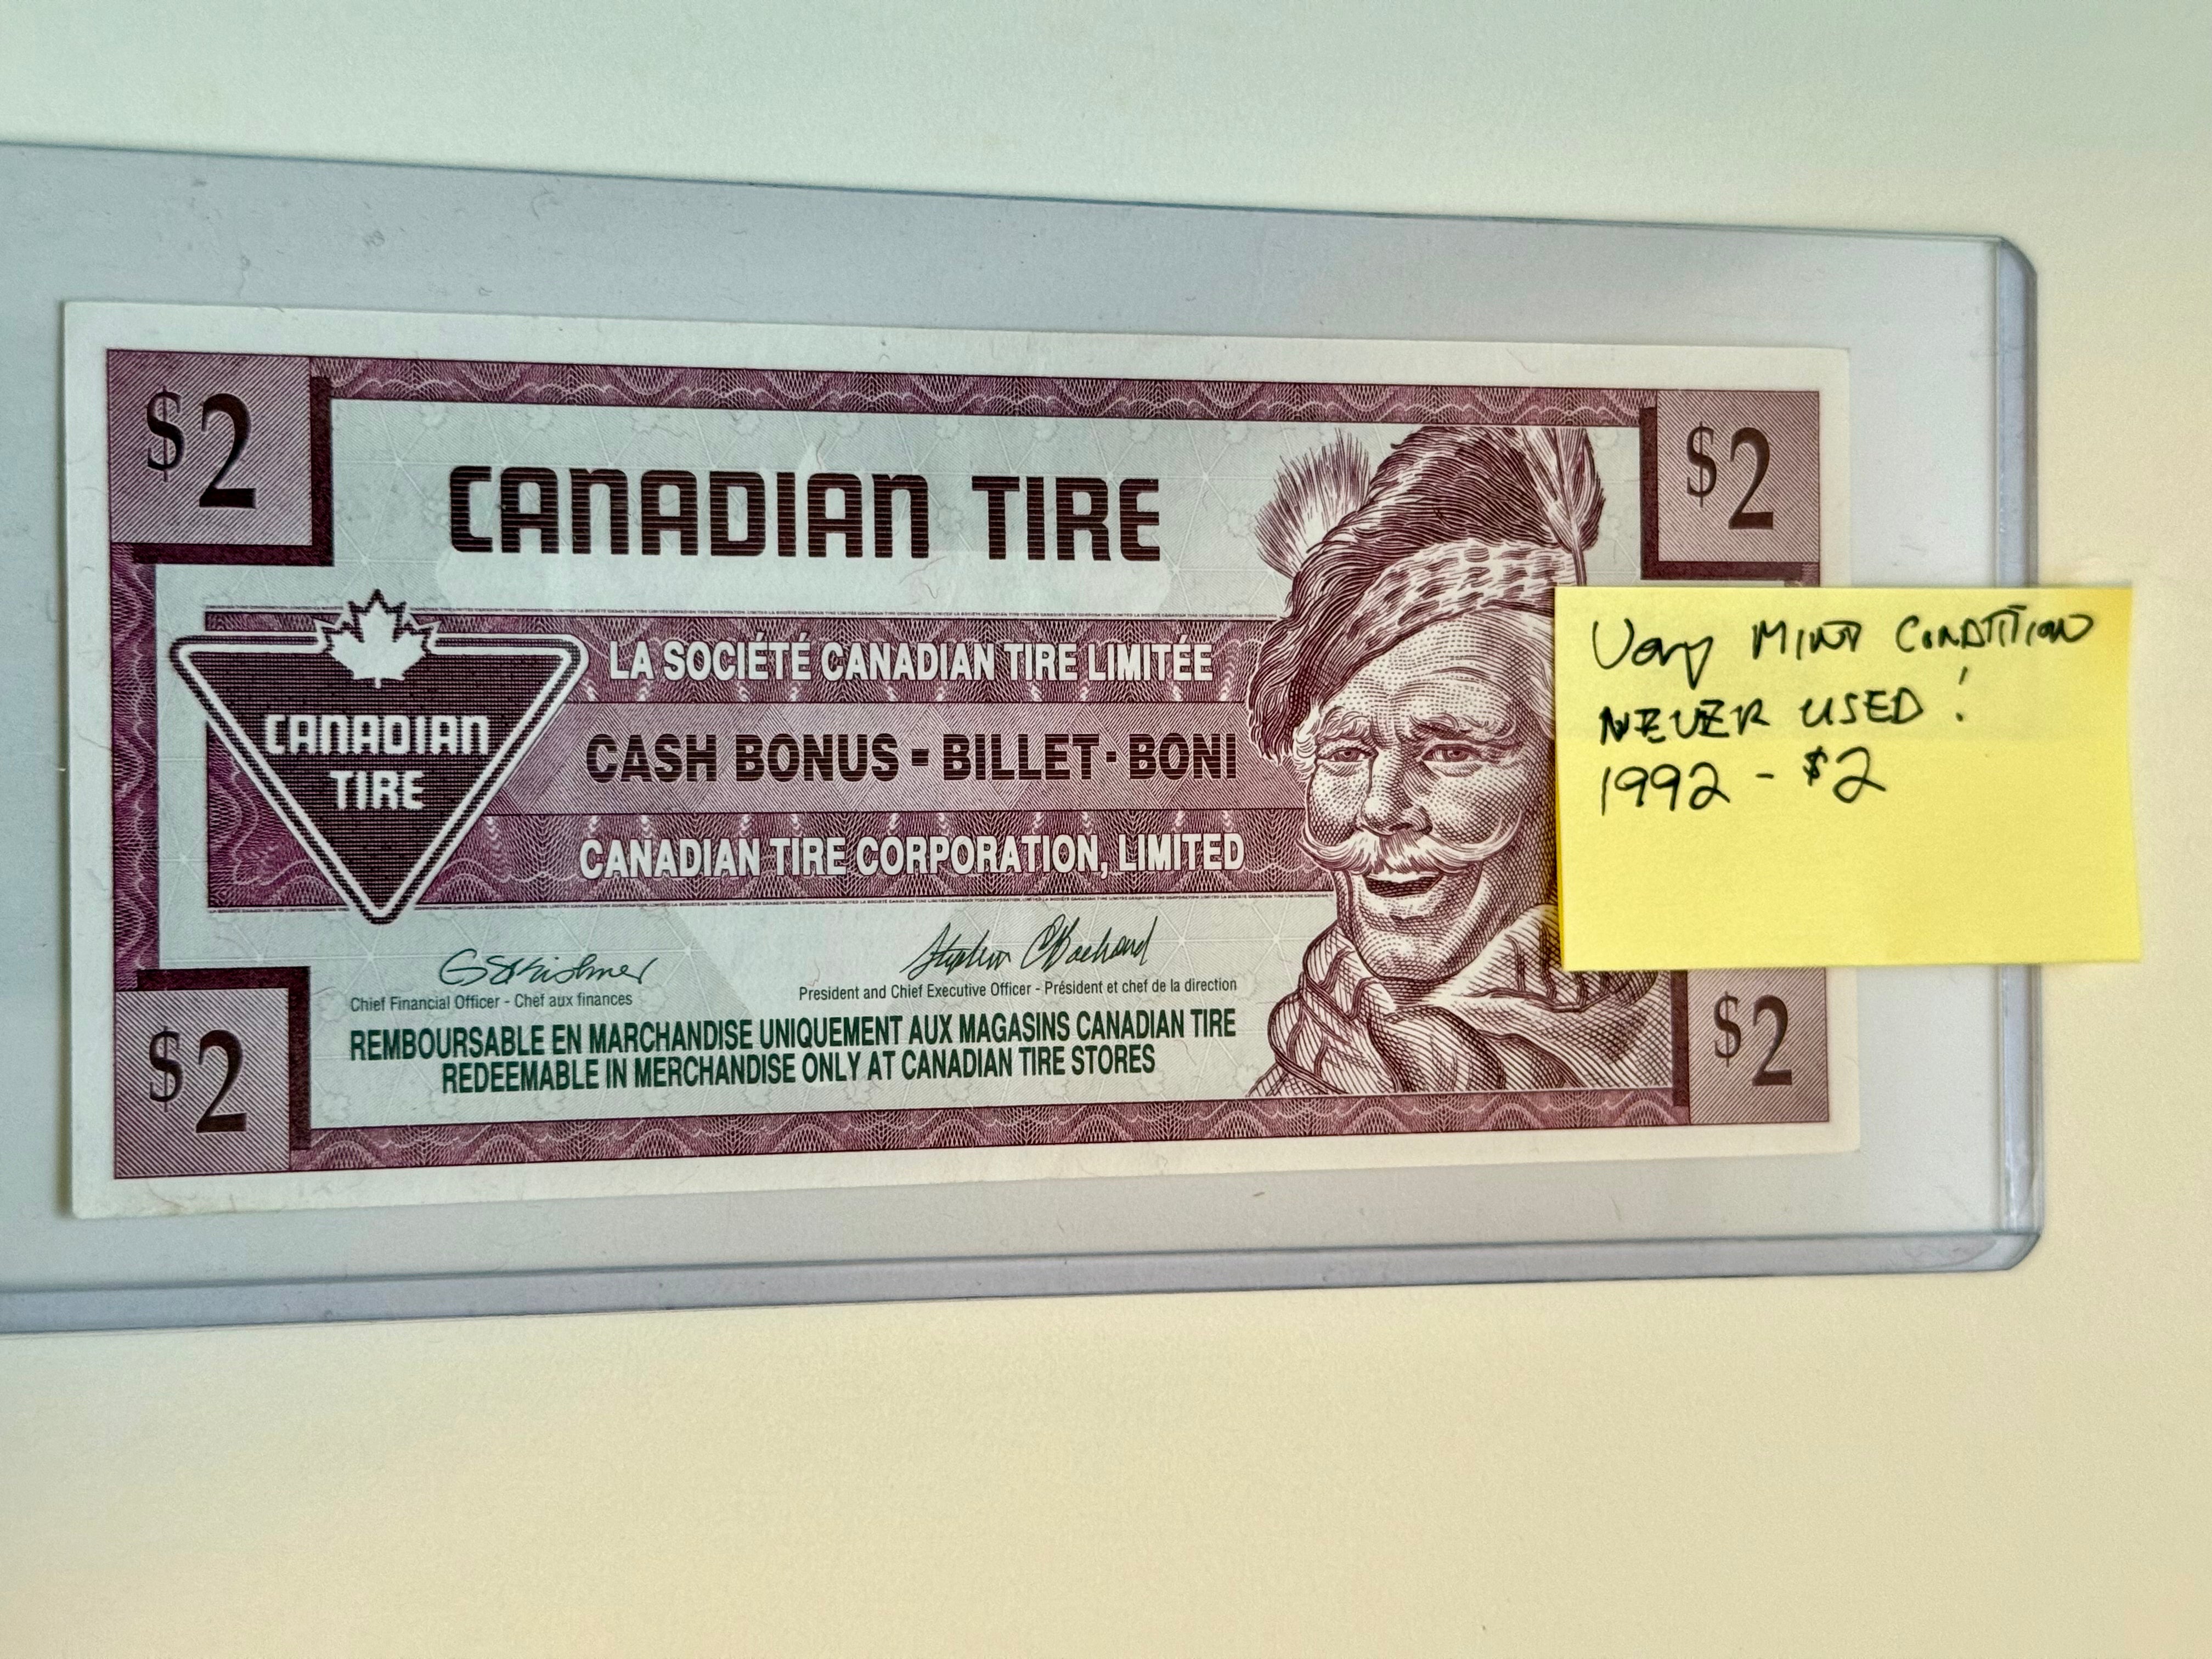 $2
$2
CANADIAN TIRE
LA SOCIÉTÉ CANADIAN TIRE LIMITÉE
CANADIAN
TIRE
CASH BONUS - BILLET - BONI
CANADIAN TIRE CORPORATION, LIMITED
Chief Financial Officer - Chef aux finances
President and Chief Executive Officer - Président et chef de la direction
REMBOURSABLE EN MARCHANDISE UNIQUEMENT AUX MAGASINS CANADIAN TIRE
REDEEMABLE IN MERCHANDISE ONLY AT CANADIAN TIRE STORES
$2
$2
Very MINT CONDITION
NEVER USED!
1992 - $2